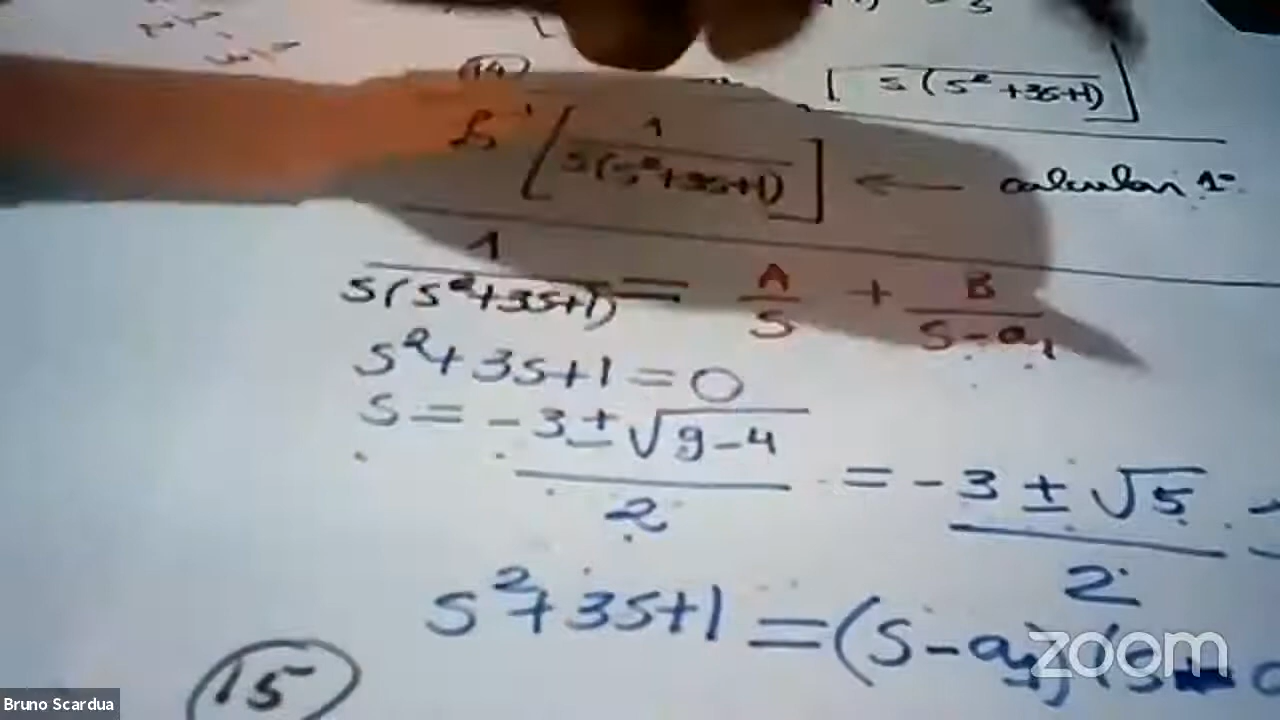 s(s²+3s+1)
14
ℒ⁻¹[1/(s(s²+3s+1))] ← calcular 1º
1/(s(s²+3s+1)) = A/s + B/(s-a₁)
s²+3s+1=0
s = -3±√9-4 / 2 = -3±√5 / 2
s²+3s+1=(s-a₁)(s-
15
zoom
Bruno Scardua